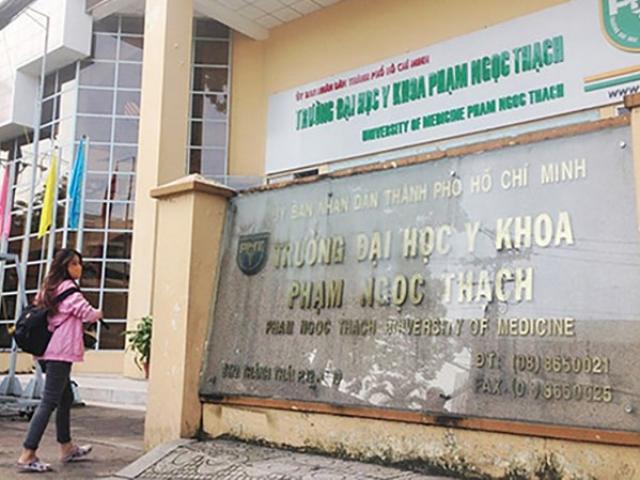 ỦY BAN NHÂN DÂN THÀNH PHỐ HỒ CHÍ MINH
TRƯỜNG ĐẠI HỌC Y KHOA PHẠM NGỌC THẠCH
UNIVERSITY OF MEDICINE PHAM NGOC THACH
www.
ỦY BAN NHÂN DÂN THÀNH PHỐ HỒ CHÍ MINH
PNT
TRƯỜNG ĐẠI HỌC Y KHOA
PHẠM NGỌC THẠCH
PHAM NGOC THACH UNIVERSITY OF MEDICINE
ĐT: (08) 8650021
FAX. (0 ) 8650025